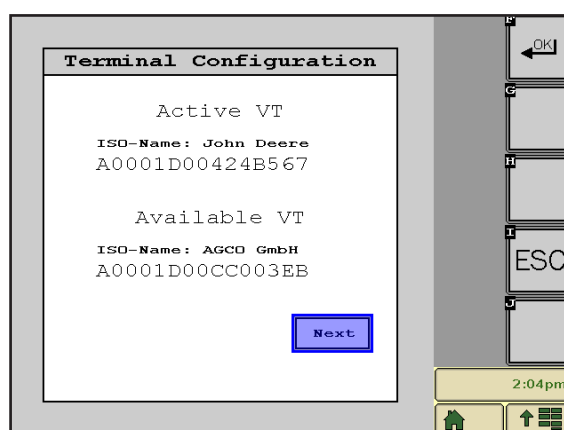 Terminal Configuration
Active VT
ISO-Name: John Deere
A0001D00424B567
Available VT
ISO-Name: AGCO GmbH
A0001D00CC003EB
Next
F
OK
G
H
I
ESC
J
2:04pm